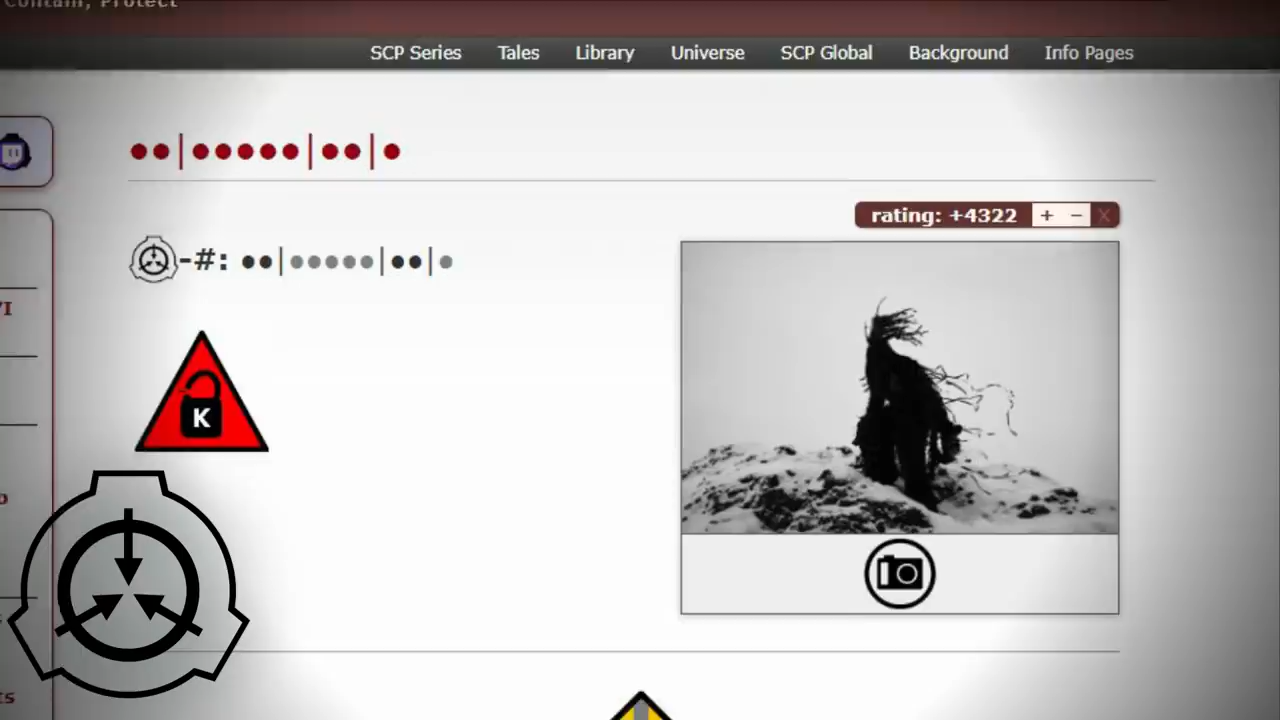 Contain, Protect
SCP Series Tales Library Universe SCP Global Background Info Pages
●●|●●●●●|●●|●
rating: +4322 + − X
-#: ●●|●●●●●|●●|●
K